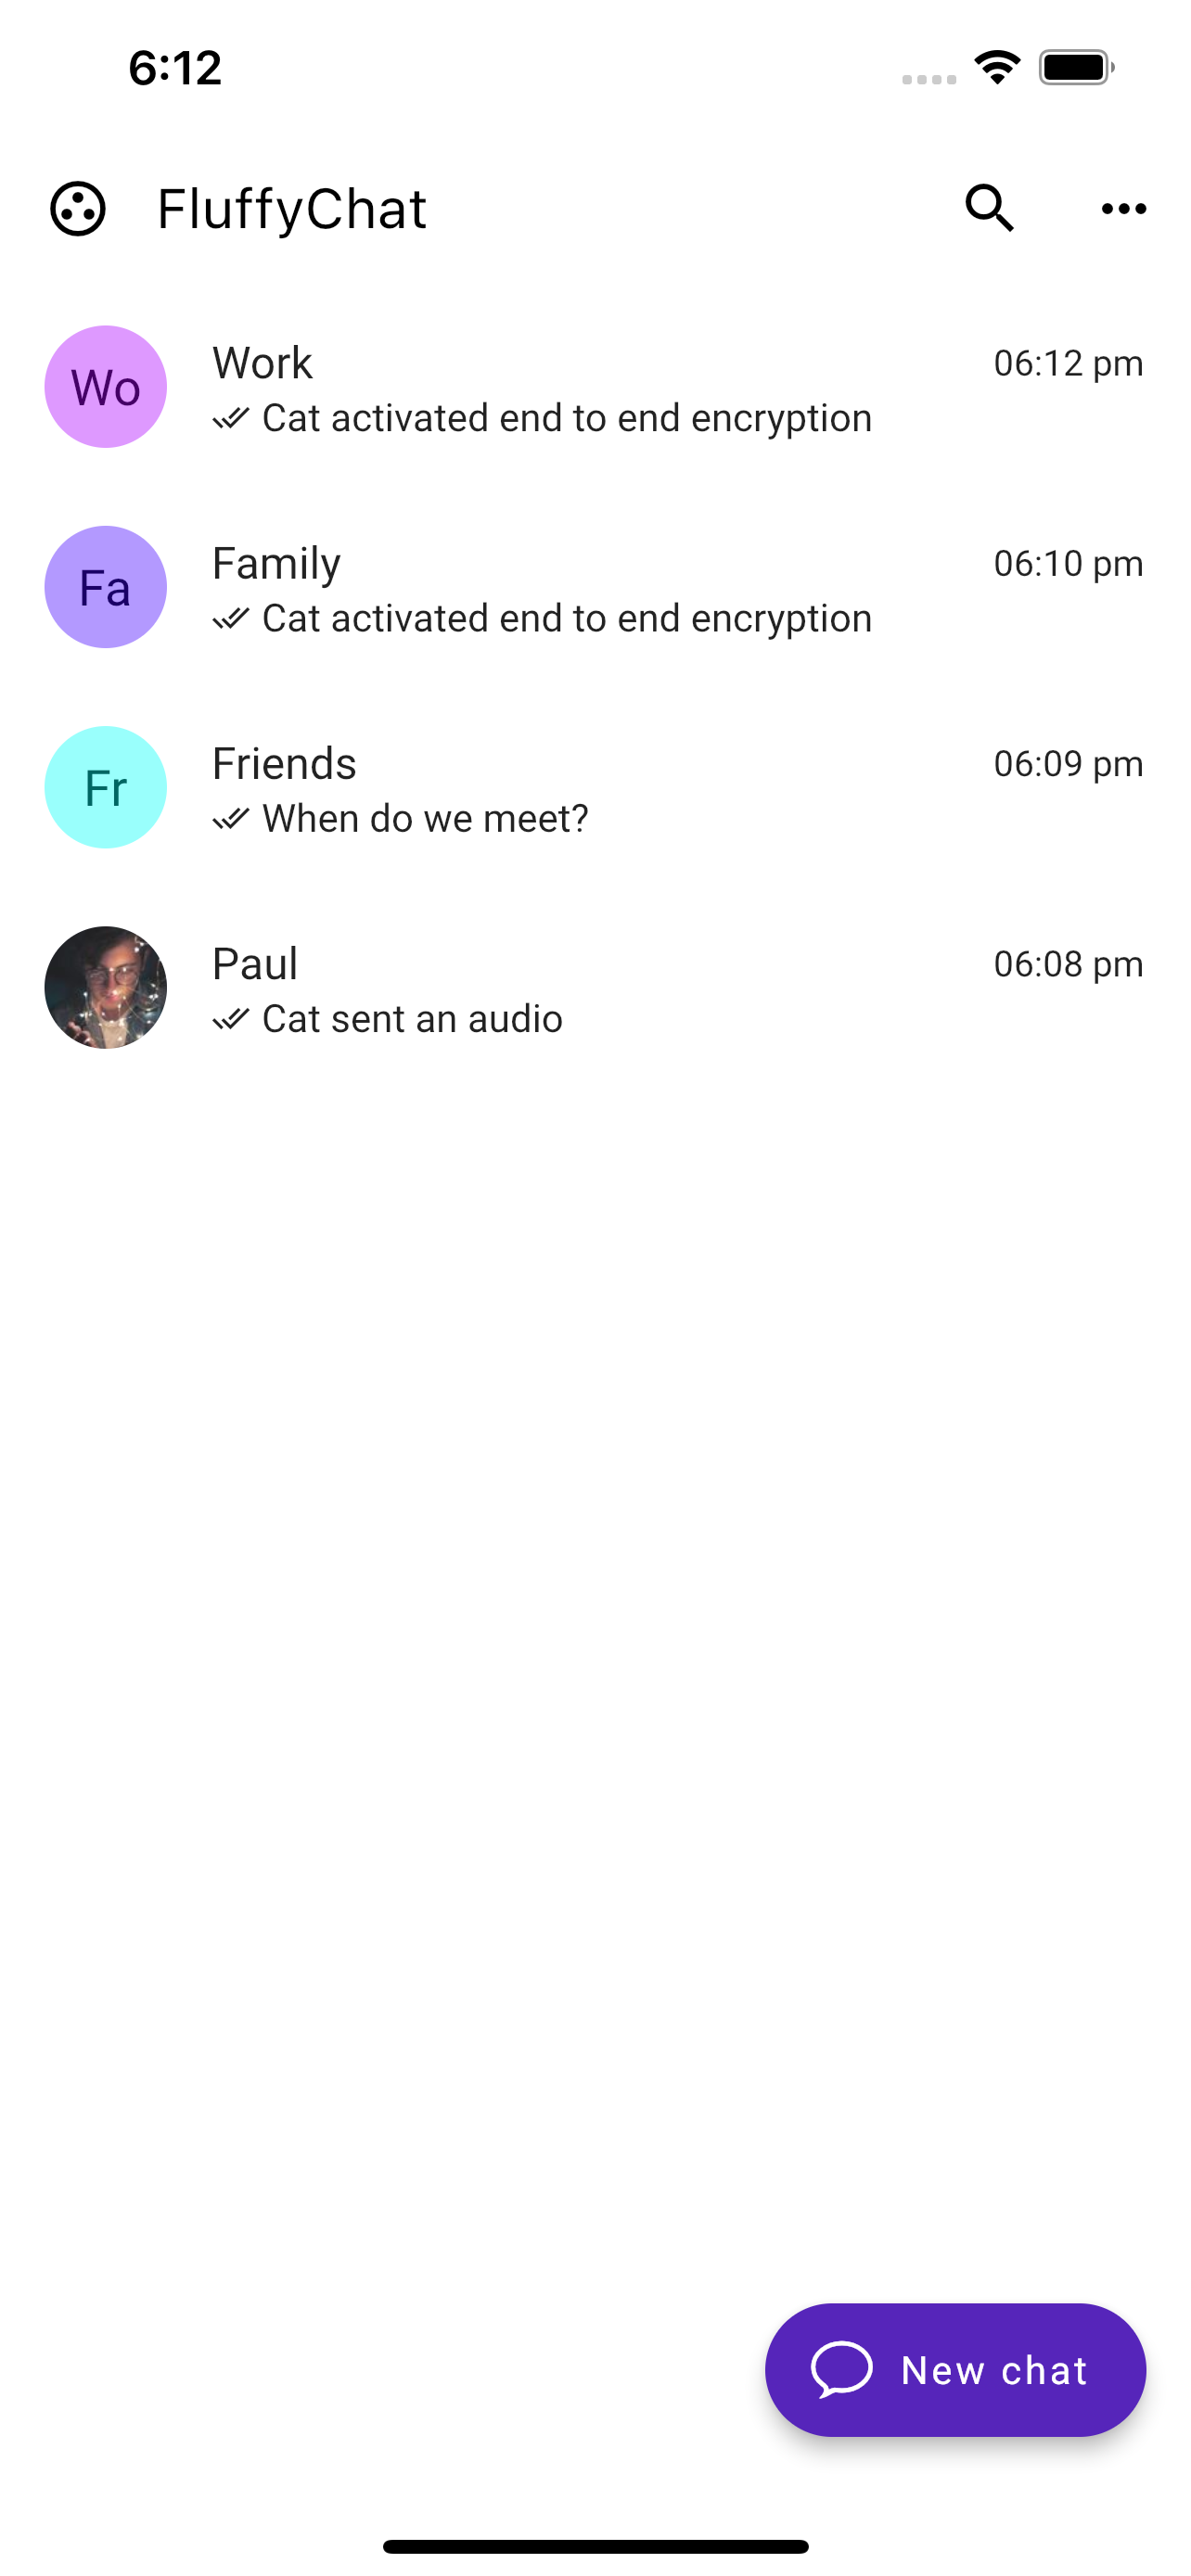 6:12
FluffyChat
Wo
Work
06:12 pm
Cat activated end to end encryption
Fa
Family
06:10 pm
Cat activated end to end encryption
Fr
Friends
06:09 pm
When do we meet?
Paul
06:08 pm
Cat sent an audio
New chat